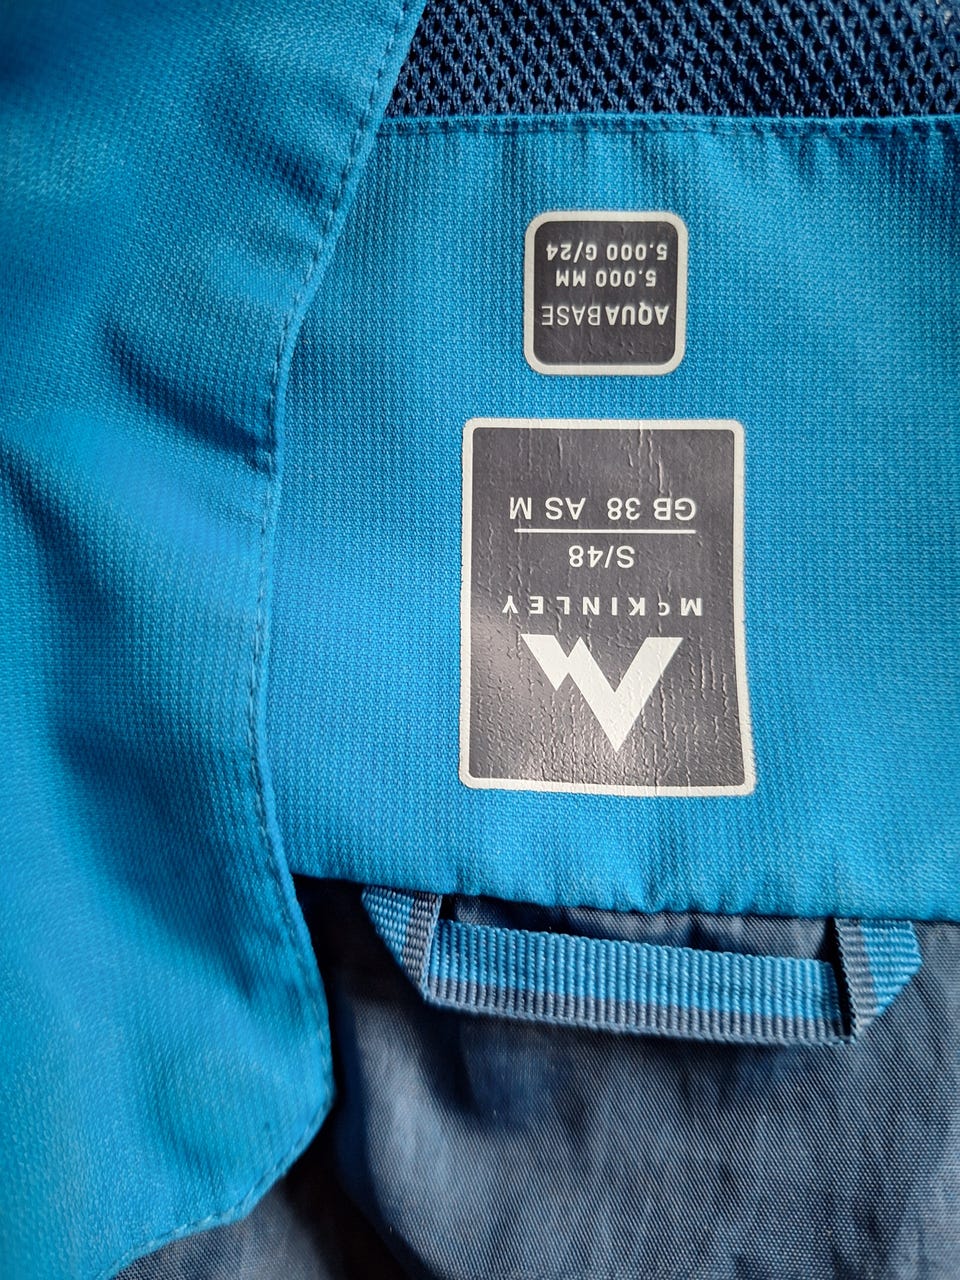 McKINLEY
S/48
GB 38 AS M
AQUABASE
5.000 MM
5.000 G/24